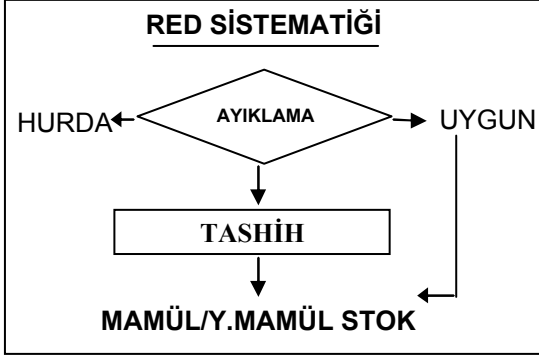 RED SİSTEMATİĞİ
AYIKLAMA
HURDA
UYGUN
TASHİH
MAMÜL/Y.MAMÜL STOK